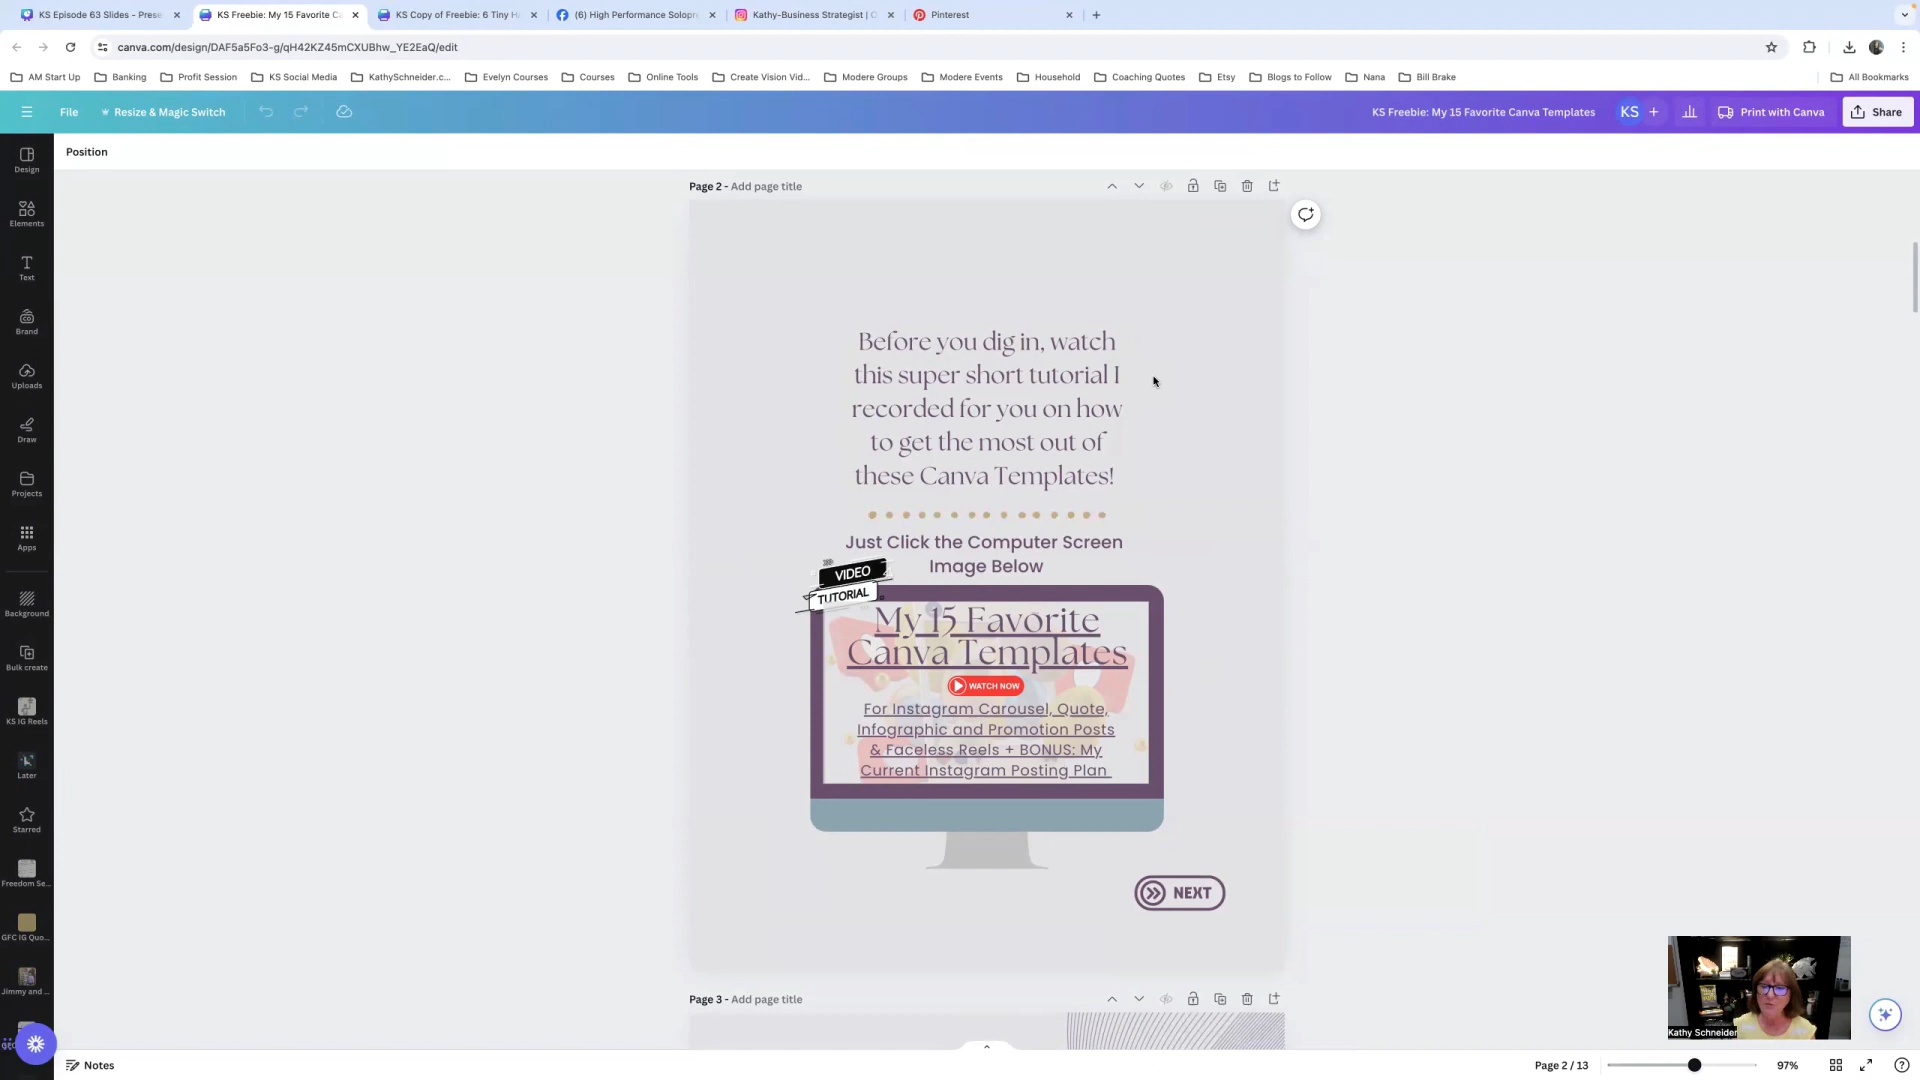 KS Episode 63 Slides - Prese
KS Freebie: My 15 Favorite Ca
KS Copy of Freebie: 6 Tiny H
(6) High Performance Solopr
Kathy-Business Strategist | C
Pinterest
canva.com/design/DAF5a5Fo3-g/qH42KZ45mCXUBhw_YE2EaQ/edit
AM Start Up
Banking
Profit Session
KS Social Media
KathySchneider.c...
Evelyn Courses
Courses
Online Tools
Create Vision Vid...
Modere Groups
Modere Events
Household
Coaching Quotes
Etsy
Blogs to Follow
Nana
Bill Brake
All Bookmarks
File
Resize & Magic Switch
KS Freebie: My 15 Favorite Canva Templates
KS
Print with Canva
Share
Position
Design
Elements
Text
Brand
Uploads
Draw
Projects
Apps
Background
Bulk create
KS IG Reels
Later
Starred
Freedom Se...
GFC IG Quo...
Jimmy and ...
Page 2 - Add page title
Before you dig in, watch
this super short tutorial I
recorded for you on how
to get the most out of
these Canva Templates!
Just Click the Computer Screen
Image Below
VIDEO
TUTORIAL
My 15 Favorite
Canva Templates
WATCH NOW
For Instagram Carousel, Quote,
Infographic and Promotion Posts
& Faceless Reels + BONUS: My
Current Instagram Posting Plan
NEXT
Page 3 - Add page title
Kathy Schneider
Notes
Page 2 / 13
97%